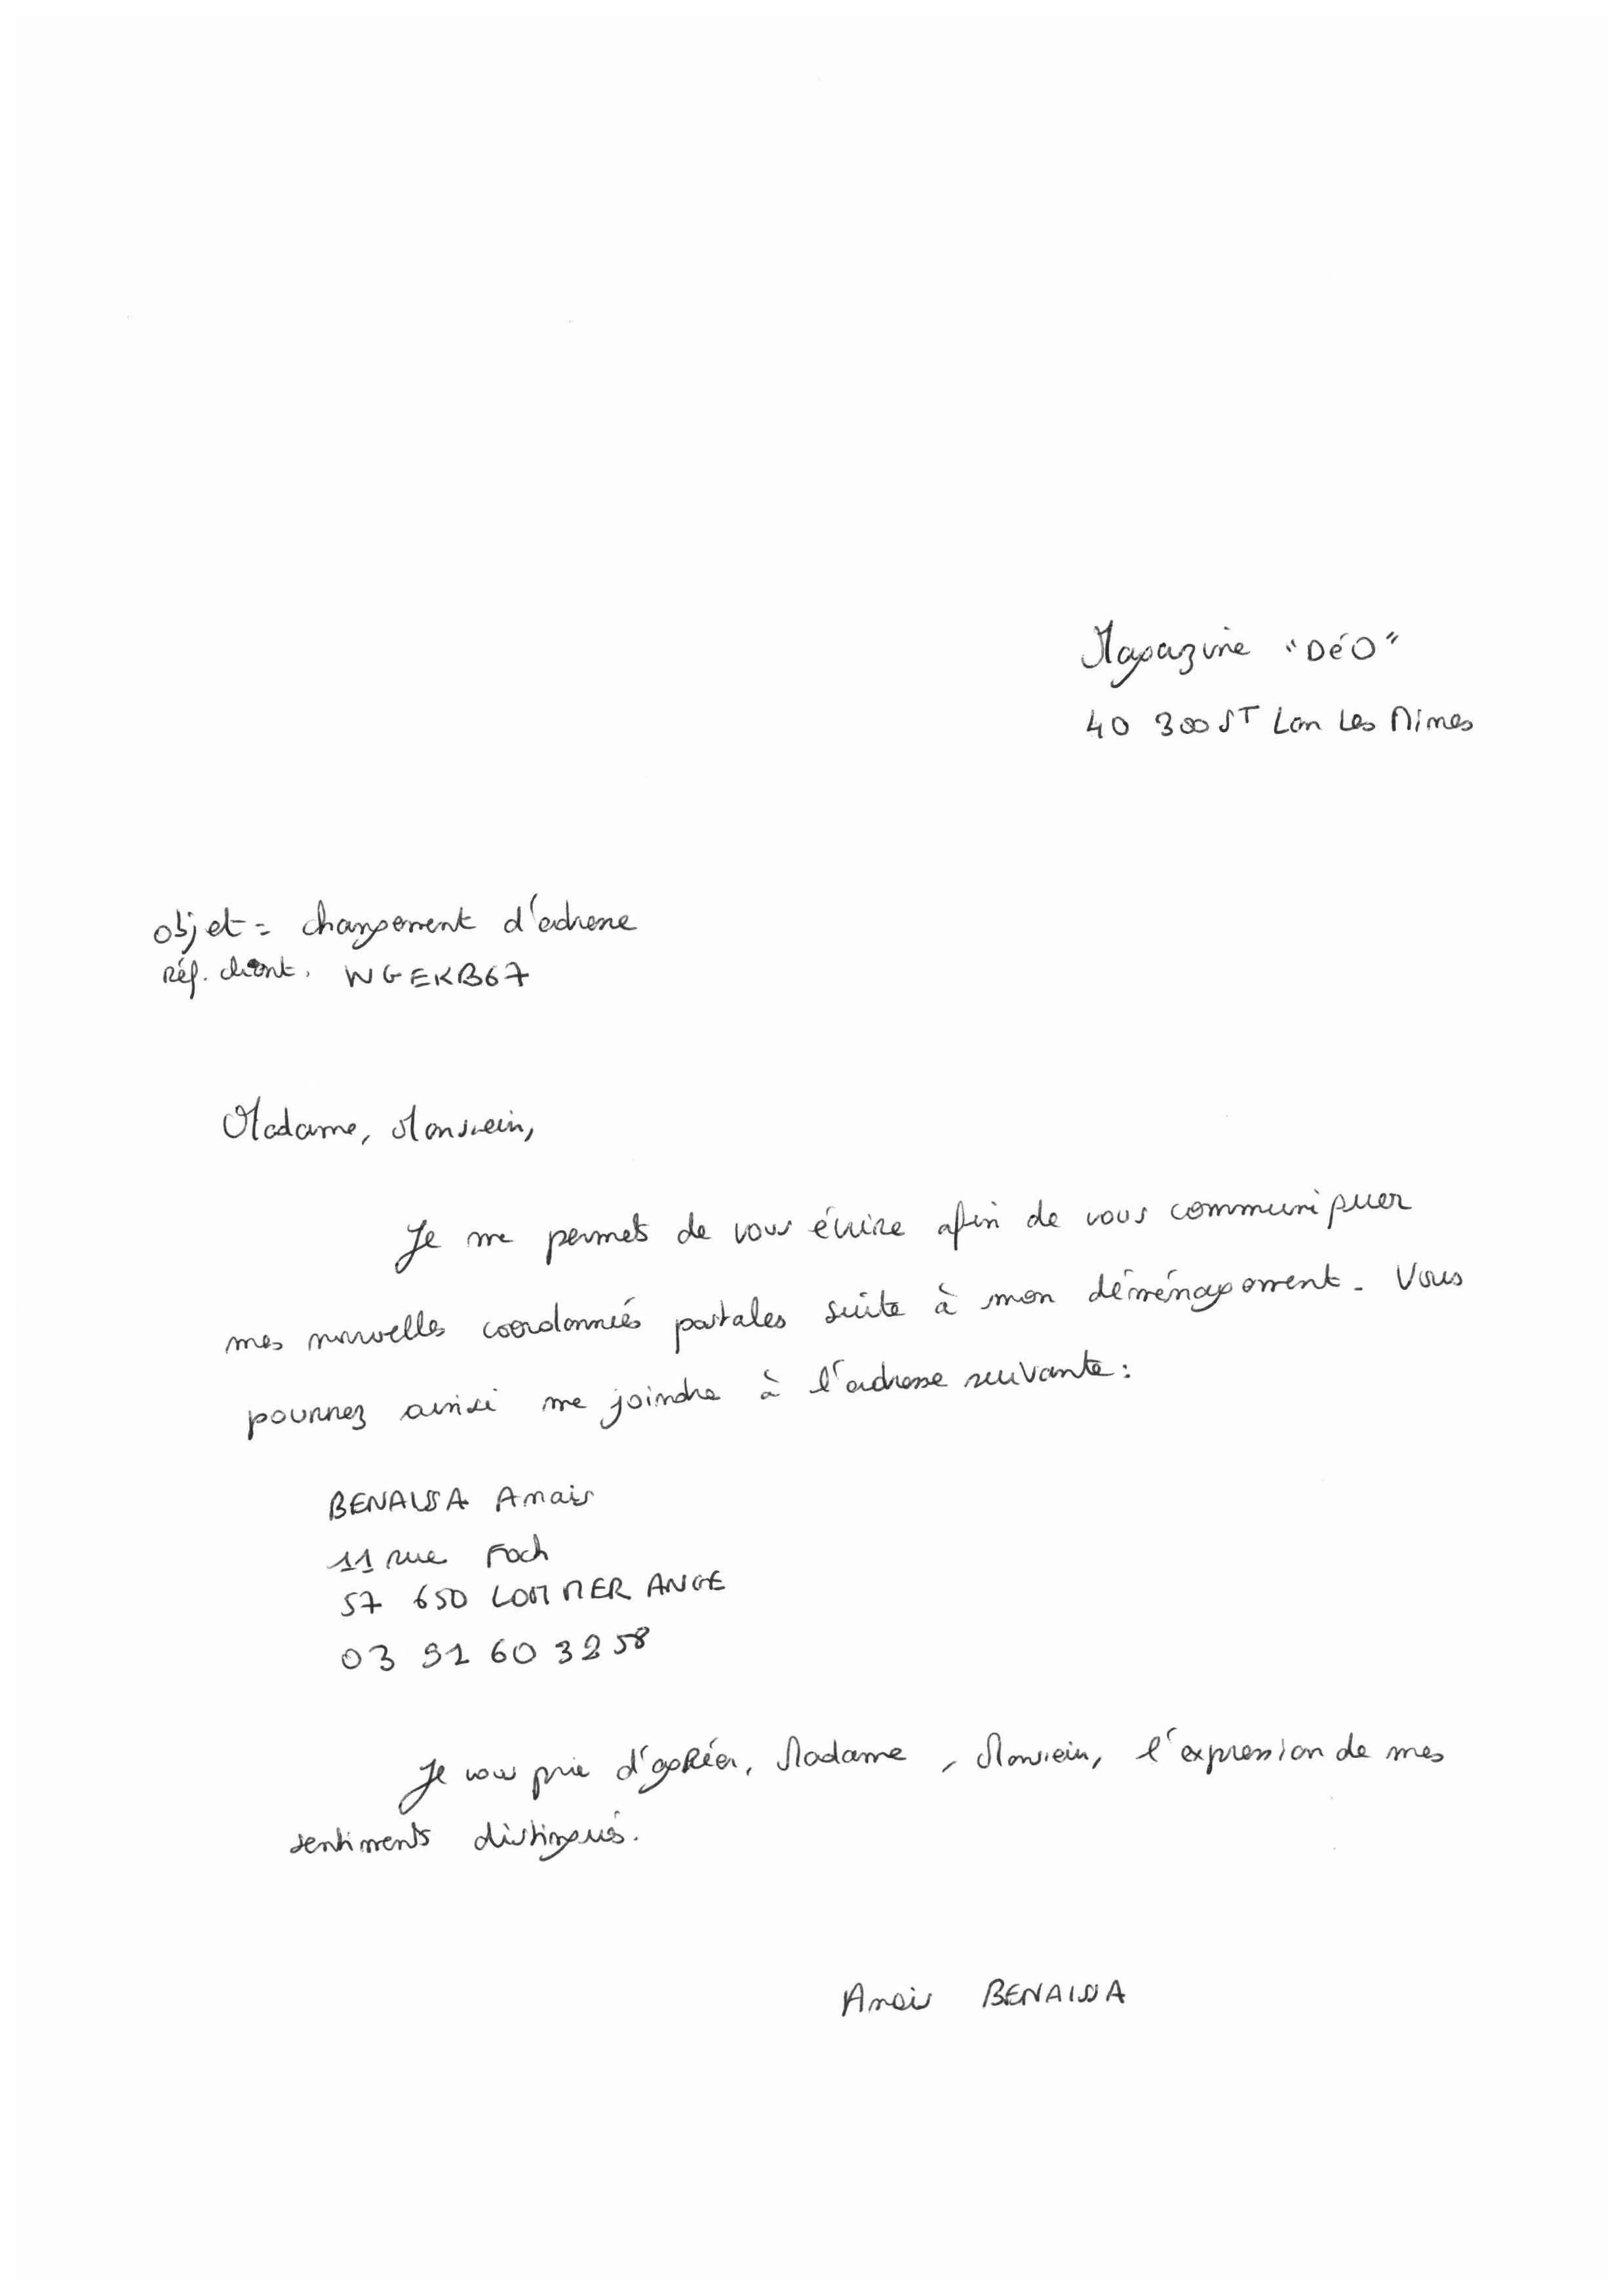 Magazine "DéO"
40 300 ST Lon Les Mines
objet = changement d'adresse
Réf. client. WGEKB67
Madame, Monsieur,
Je me permets de vous écrire afin de vous communiquer
mes nouvelles coordonnées postales suite à mon déménagement. Vous
pourrez ainsi me joindre à l'adresse suivante :
BENAISSA Anais
11 rue Foch
57 650 LOMMERANGE
03 91 60 32 58
Je vous prie d'agréer, Madame, Monsieur, l'expression de mes
sentiments distingués.
Anais BENAISSA